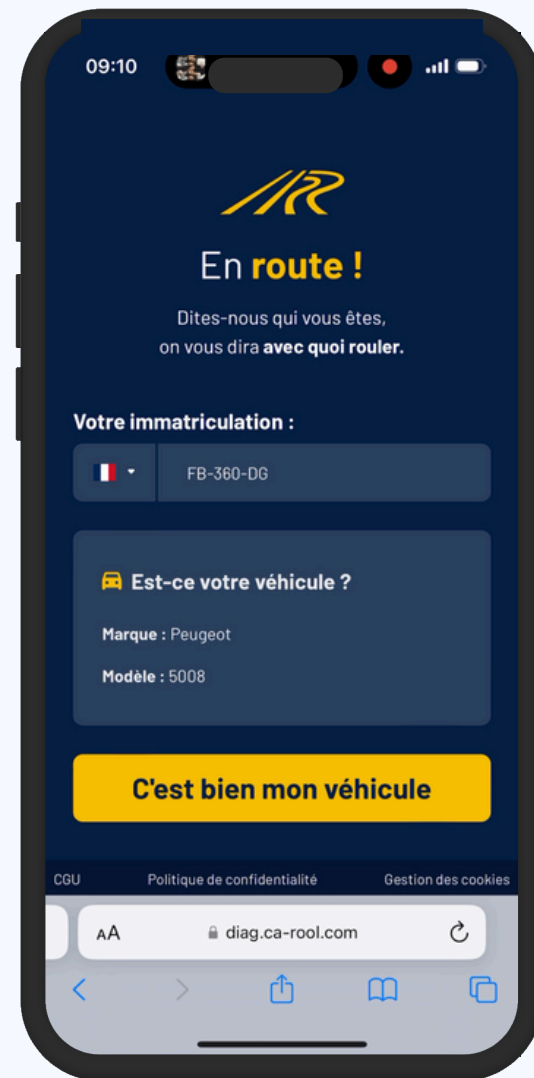 09:10
En route !
Dites-nous qui vous êtes,
on vous dira avec quoi rouler.
Votre immatriculation :
FB-360-DG
Est-ce votre véhicule ?
Marque : Peugeot
Modèle : 5008
C'est bien mon véhicule
CGU Politique de confidentialité Gestion des cookies
AA diag.ca-rool.com